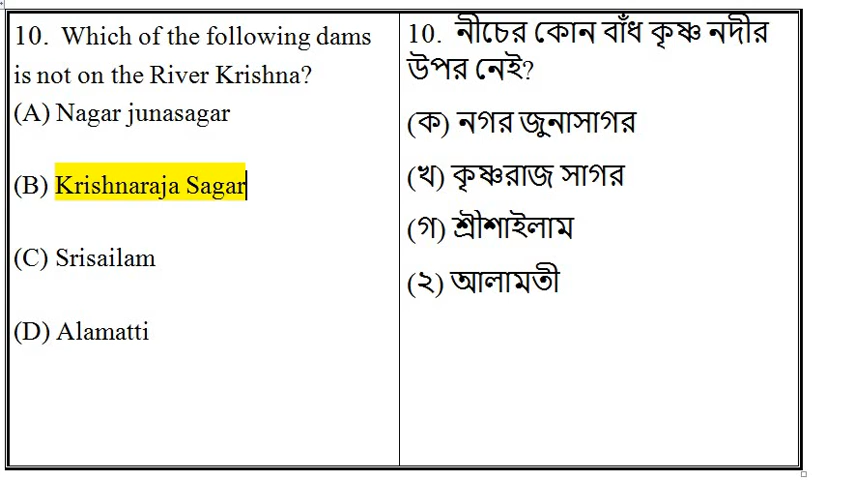 10. Which of the following dams
is not on the River Krishna?
(A) Nagar junasagar
(B) Krishnaraja Sagar
(C) Srisailam
(D) Alamatti
10. নীচের কোন বাঁধ কৃষ্ণ নদীর
উপর নেই?
(ক) নগর জুনাসাগর
(খ) কৃষ্ণরাজ সাগর
(গ) শ্রীশাইলাম
(২) আলামতী